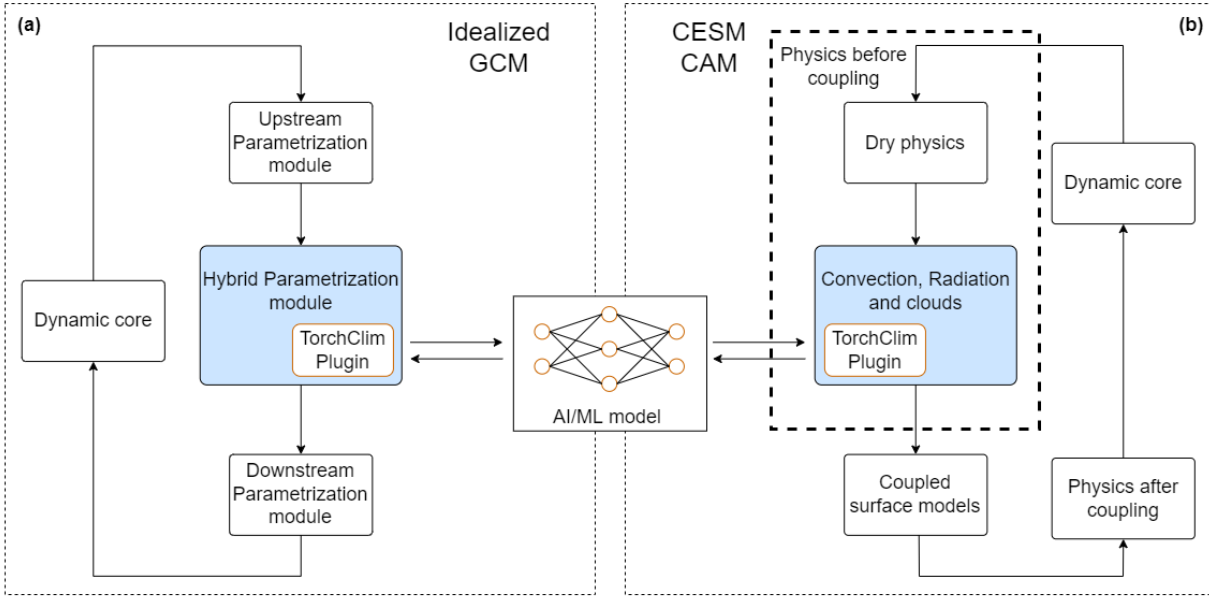 (a)
Idealized
GCM
Upstream
Parametrization
module
Hybrid Parametrization
module
TorchClim
Plugin
Dynamic core
Downstream
Parametrization
module
AI/ML model
CESM
CAM
(b)
Physics before
coupling
Dry physics
Dynamic core
Convection, Radiation
and clouds
TorchClim
Plugin
Coupled
surface models
Physics after
coupling